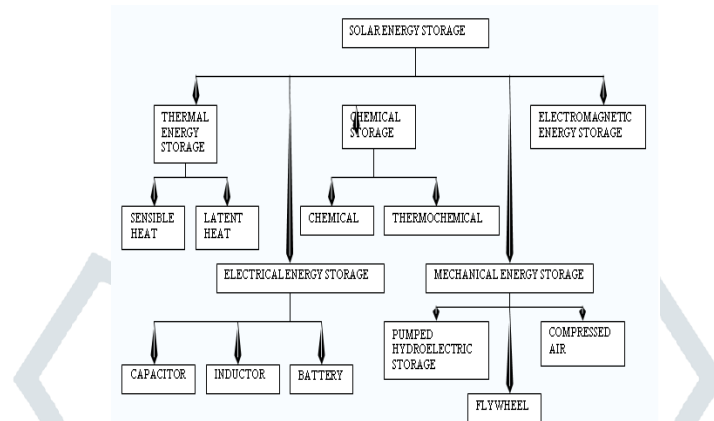 SOLAR ENERGY STORAGE
THERMAL
ENERGY
STORAGE
CHEMICAL
STORAGE
ELECTROMAGNETIC
ENERGY STORAGE
SENSIBLE
HEAT
LATENT
HEAT
CHEMICAL
THERMOCHEMICAL
ELECTRICAL ENERGY STORAGE
MECHANICAL ENERGY STORAGE
CAPACITOR
INDUCTOR
BATTERY
PUMPED
HYDROELECTRIC
STORAGE
COMPRESSED
AIR
FLYWHEEL